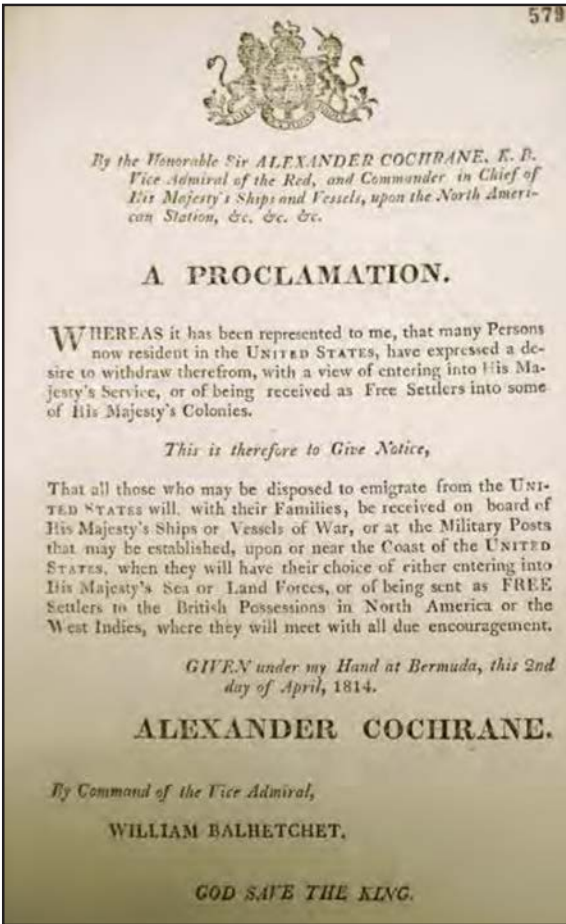 579
By the Honorable Sir ALEXANDER COCHRANE, K. B.
Vice Admiral of the Red, and Commander in Chief of
His Majesty's Ships and Vessels, upon the North Ameri-
can Station, &c. &c. &c.
A PROCLAMATION.
WHEREAS it has been represented to me, that many Persons
now resident in the UNITED STATES, have expressed a de-
sire to withdraw therefrom, with a view of entering into His Ma-
jesty's Service, or of being received as Free Settlers into some
of His Majesty's Colonies.
This is therefore to Give Notice,
That all those who may be disposed to emigrate from the UNI-
TED STATES will, with their Families, be received on board of
His Majesty's Ships or Vessels of War, or at the Military Posts
that may be established, upon or near the Coast of the UNITED
STATES, when they will have their choice of either entering into
His Majesty's Sea or Land Forces, or of being sent as FREE
Settlers to the British Possessions in North America or the
West Indies, where they will meet with all due encouragement.
GIVEN under my Hand at Bermuda, this 2nd
day of April, 1814.
ALEXANDER COCHRANE.
By Command of the Vice Admiral,
WILLIAM BALHETCHET.
GOD SAVE THE KING.